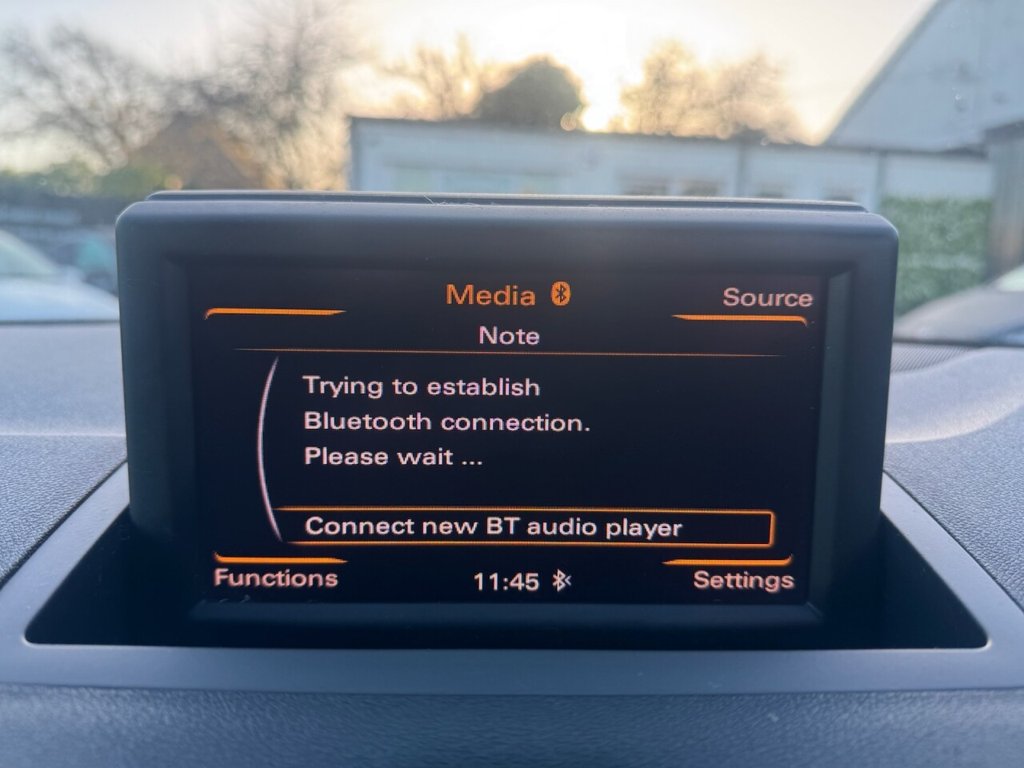 Media
Source
Note
Trying to establish
Bluetooth connection.
Please wait ...
Connect new BT audio player
Functions
11:45
Settings